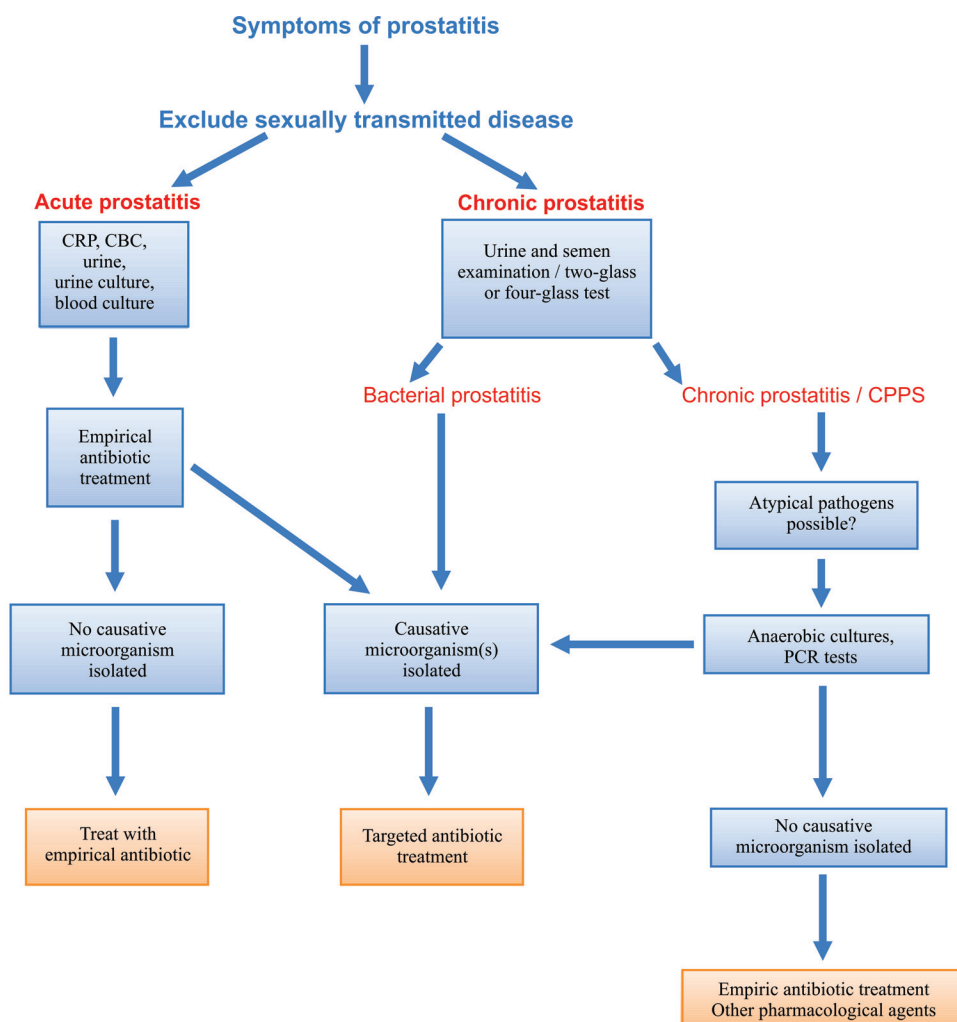 Symptoms of prostatitis
Exclude sexually transmitted disease
Acute prostatitis
CRP, CBC,
urine,
urine culture,
blood culture
Chronic prostatitis
Urine and semen
examination / two-glass
or four-glass test
Bacterial prostatitis
Chronic prostatitis / CPPS
Empirical
antibiotic
treatment
Atypical pathogens
possible?
No causative
microorganism
isolated
Causative
microorganism(s)
isolated
Anaerobic cultures,
PCR tests
Treat with
empirical antibiotic
Targeted antibiotic
treatment
No causative
microorganism isolated
Empiric antibiotic treatment
Other pharmacological agents